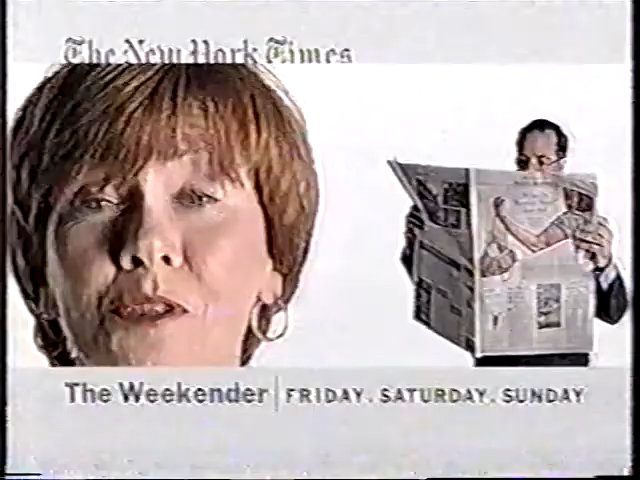 The New York Times
The Weekender | FRIDAY. SATURDAY. SUNDAY